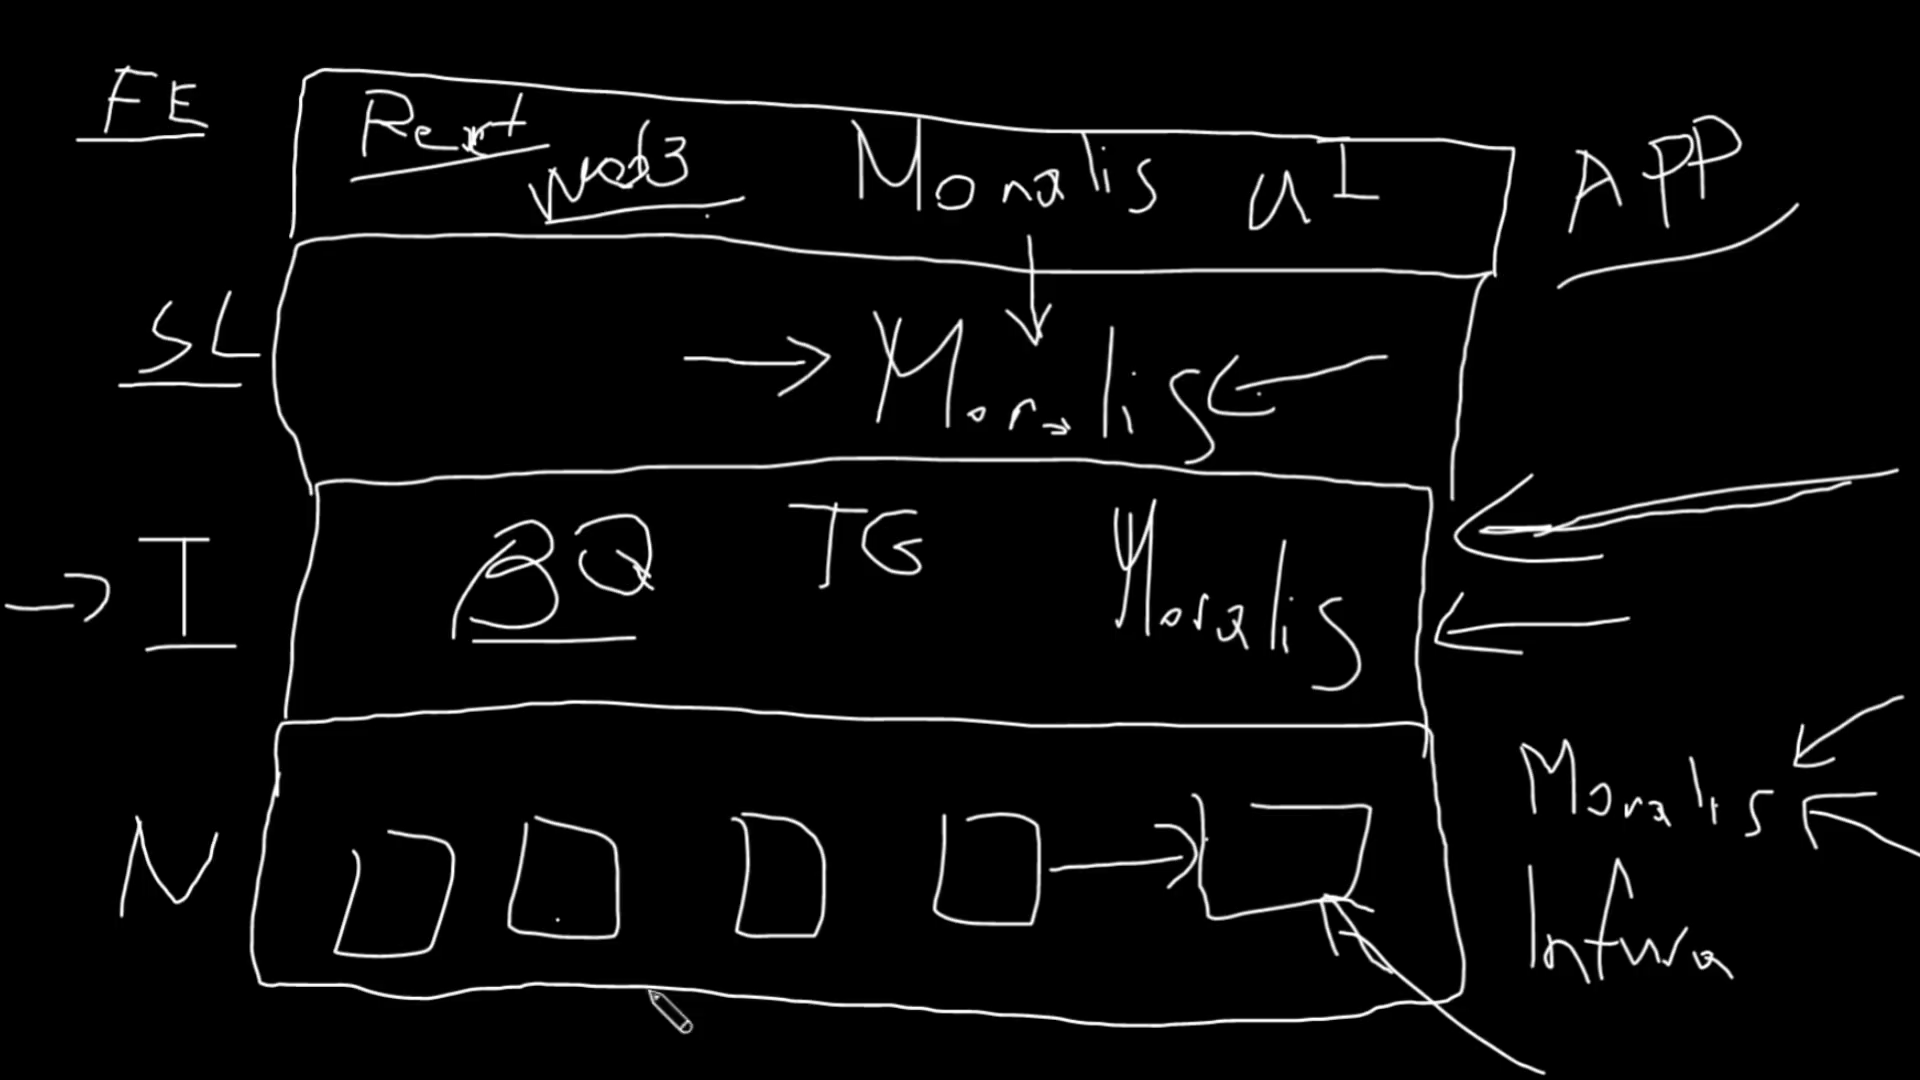 FE
React
web3
Moralis UI
APP
SL
Moralis
I
BQ TG Moralis
N
Moralis
Infura